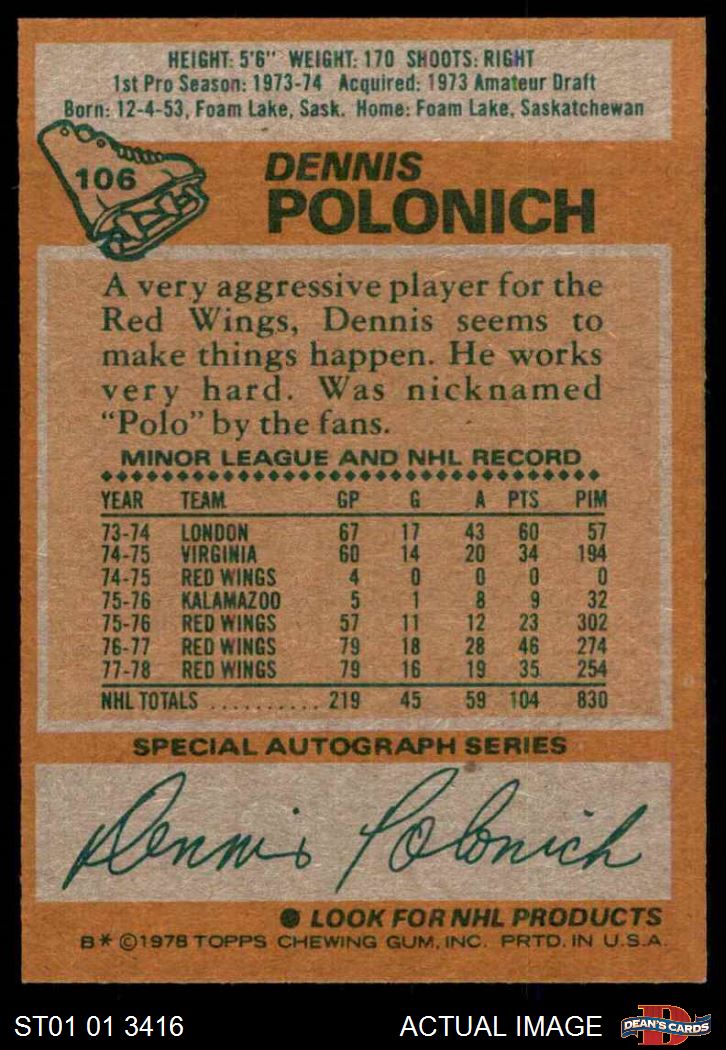 HEIGHT: 5'6" WEIGHT: 170 SHOOTS: RIGHT
1st Pro Season: 1973-74 Acquired: 1973 Amateur Draft
Born: 12-4-53, Foam Lake, Sask. Home: Foam Lake, Saskatchewan
106
DENNIS
POLONICH
A very aggressive player for the
Red Wings, Dennis seems to
make things happen. He works
very hard. Was nicknamed
"Polo" by the fans.
MINOR LEAGUE AND NHL RECORD
YEAR TEAM GP G A PTS PIM
73-74 LONDON 67 17 43 60 57
74-75 VIRGINIA 60 14 20 34 194
74-75 RED WINGS 4 0 0 0 0
75-76 KALAMAZOO 5 1 8 9 32
75-76 RED WINGS 57 11 12 23 302
76-77 RED WINGS 79 18 28 46 274
77-78 RED WINGS 79 16 19 35 254
NHL TOTALS .......... 219 45 59 104 830
SPECIAL AUTOGRAPH SERIES
Dennis Polonich
● LOOK FOR NHL PRODUCTS
B* ©1978 TOPPS CHEWING GUM, INC. PRTD. IN U.S.A.
ST01 01 3416 ACTUAL IMAGE
D
DEAN'S CARDS